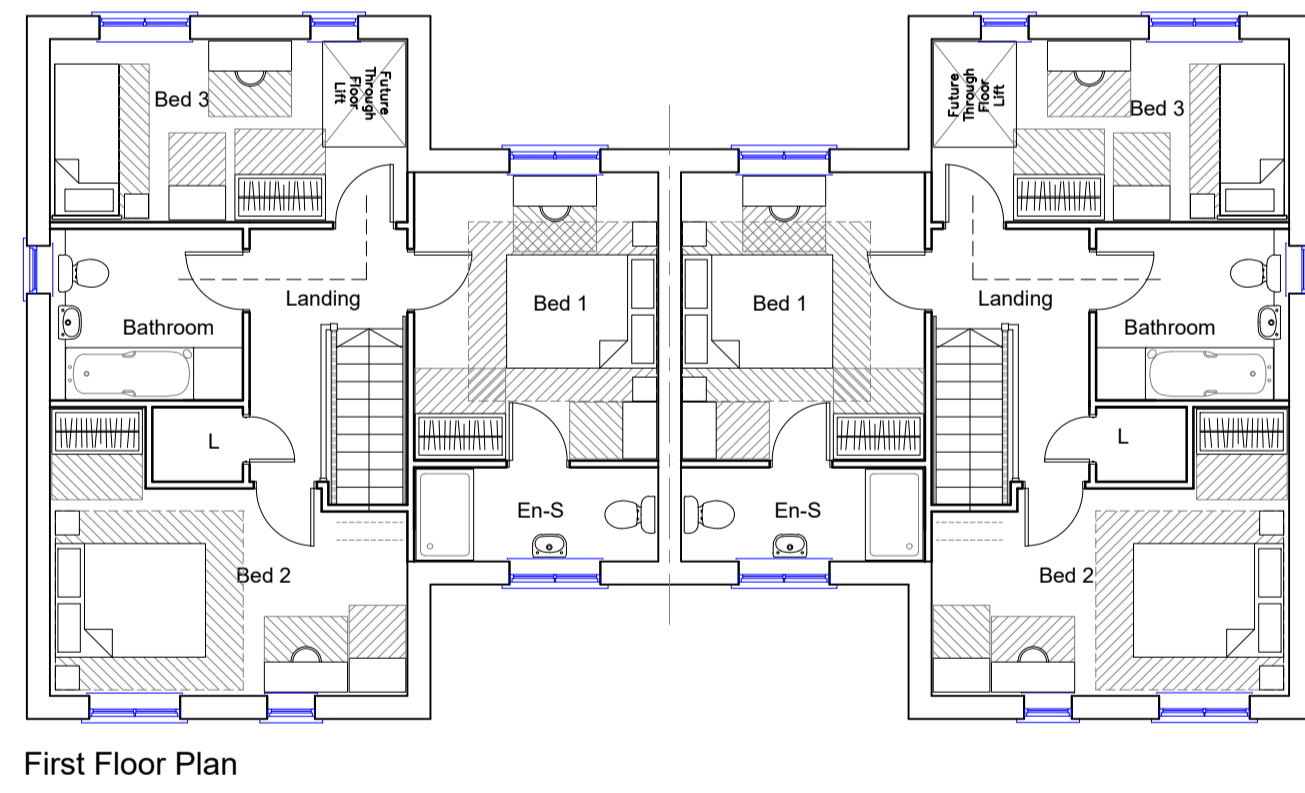 Bed 3
Future
Through
Floor
Lift
Future
Through
Floor
Lift
Bed 3
Landing
Bed 1
Bed 1
Landing
Bathroom
Bathroom
L
L
En-S
En-S
Bed 2
Bed 2
First Floor Plan